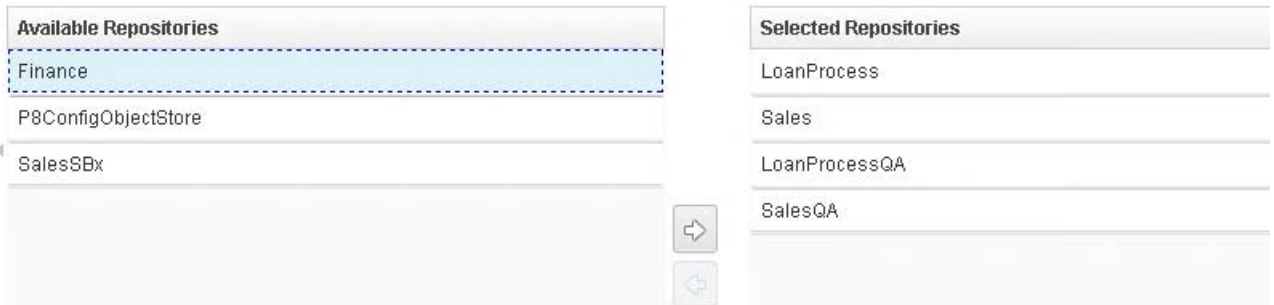 Available Repositories
Finance
P8ConfigObjectStore
SalesSBx
Selected Repositories
LoanProcess
Sales
LoanProcessQA
SalesQA